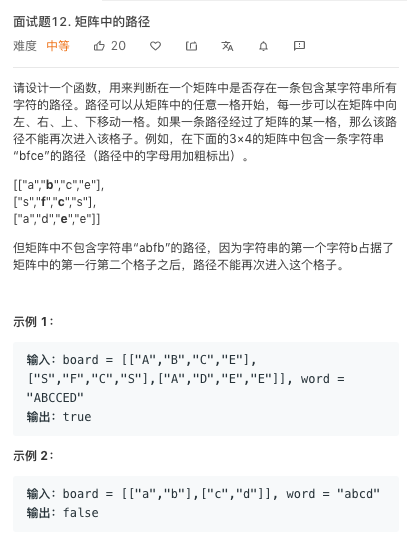 面试题12. 矩阵中的路径
难度 中等 20
请设计一个函数，用来判断在一个矩阵中是否存在一条包含某字符串所有
字符的路径。路径可以从矩阵中的任意一格开始，每一步可以在矩阵中向
左、右、上、下移动一格。如果一条路径经过了矩阵的某一格，那么该路
径不能再次进入该格子。例如，在下面的3×4的矩阵中包含一条字符串
“bfce”的路径（路径中的字母用加粗标出）。
[["a","b","c","e"],
["s","f","c","s"],
["a","d","e","e"]]
但矩阵中不包含字符串“abfb”的路径，因为字符串的第一个字符b占据了
矩阵中的第一行第二个格子之后，路径不能再次进入这个格子。
示例 1：
输入：board = [["A","B","C","E"],
["S","F","C","S"],["A","D","E","E"]], word =
"ABCCED"
输出：true
示例 2：
输入：board = [["a","b"],["c","d"]], word = "abcd"
输出：false